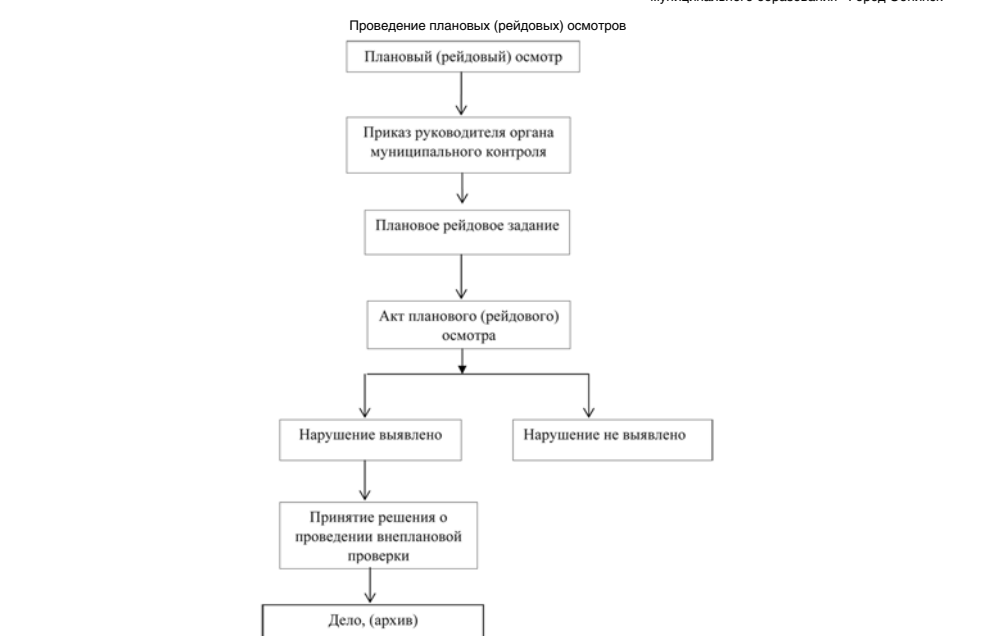 Проведение плановых (рейдовых) осмотров
Плановый (рейдовый) осмотр
Приказ руководителя органа
муниципального контроля
Плановое рейдовое задание
Акт планового (рейдового)
осмотра
Нарушение выявлено
Нарушение не выявлено
Принятие решения о
проведении внеплановой
проверки
Дело, (архив)